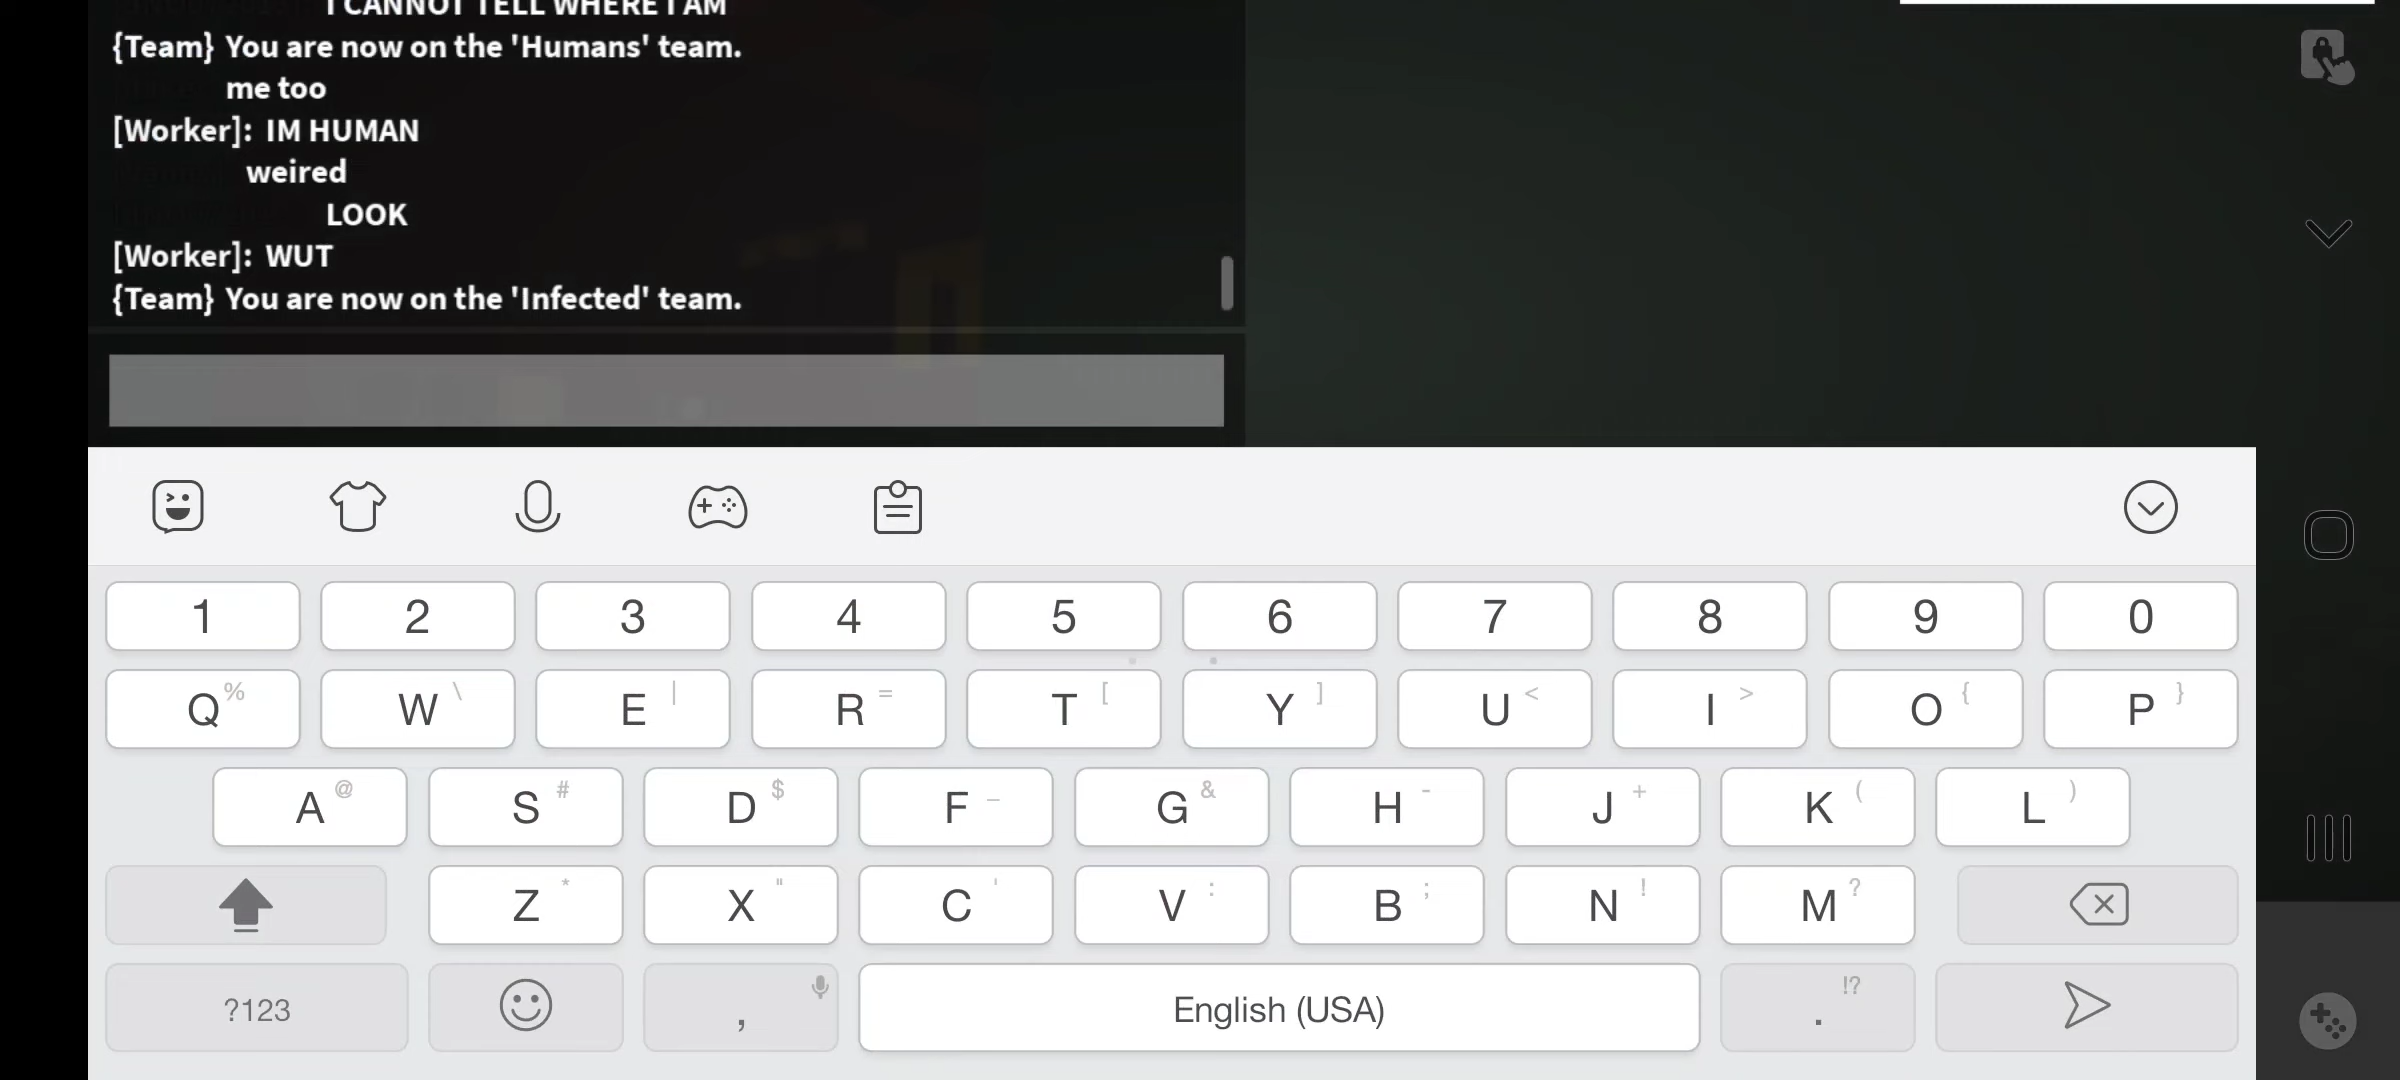 I CANNOT TELL WHERE I AM
{Team} You are now on the 'Humans' team.
me too
[Worker]: IM HUMAN
weired
LOOK
[Worker]: WUT
{Team} You are now on the 'Infected' team.
1 2 3 4 5 6 7 8 9 0
Q % W \ E | R = T [ Y ] U < I > O { P }
A @ S # D $ F _ G & H - J + K ( L )
Z * X " C ' V : B ; N ! M ?
?123 , English (USA) . !?